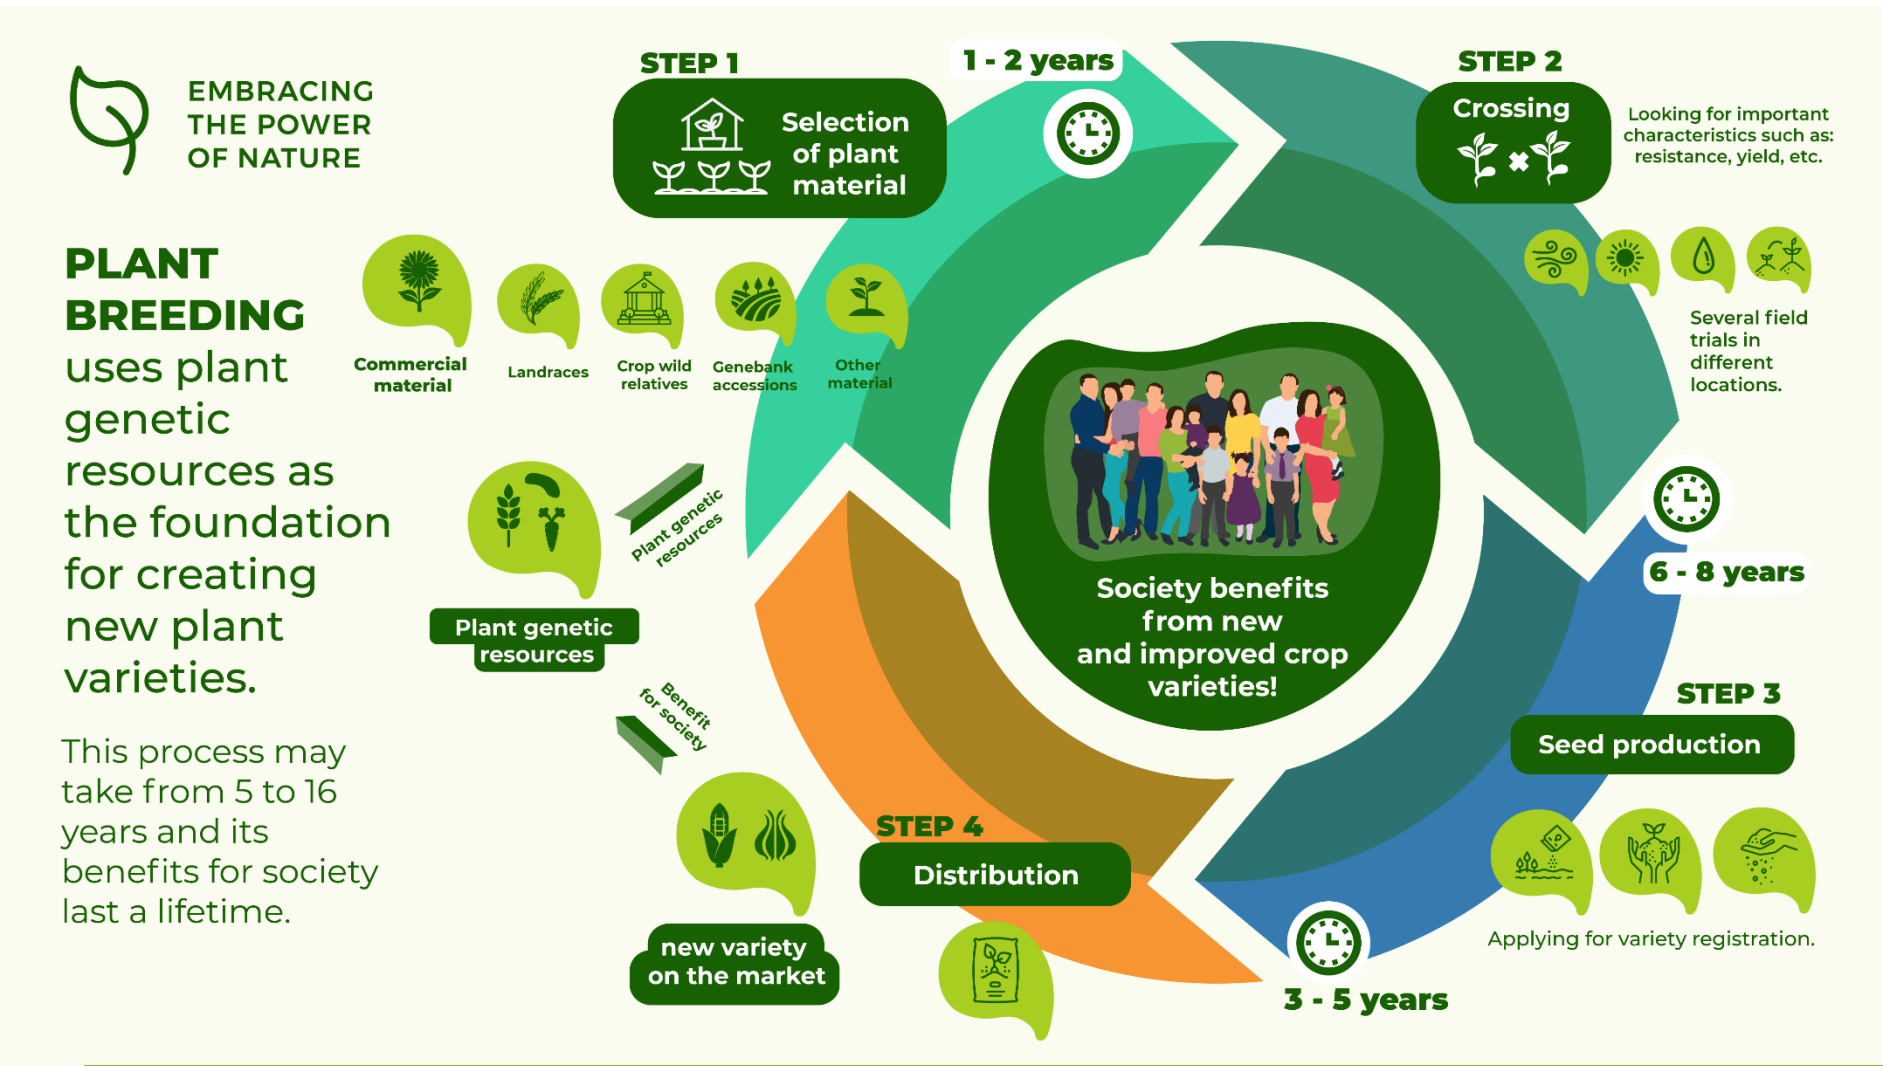 EMBRACING
THE POWER
OF NATURE
PLANT
BREEDING
uses plant
genetic
resources as
the foundation
for creating
new plant
varieties.
This process may
take from 5 to 16
years and its
benefits for society
last a lifetime.
STEP 1
Selection
of plant
material
1 - 2 years
Commercial
material
Landraces
Crop wild
relatives
Genebank
accessions
Other
material
STEP 2
Crossing
Looking for important
characteristics such as:
resistance, yield, etc.
Several field
trials in
different
locations.
6 - 8 years
STEP 3
Seed production
Applying for variety registration.
3 - 5 years
STEP 4
Distribution
new variety
on the market
Benefit
for society
Plant genetic
resources
Plant genetic
resources
Society benefits
from new
and improved crop
varieties!